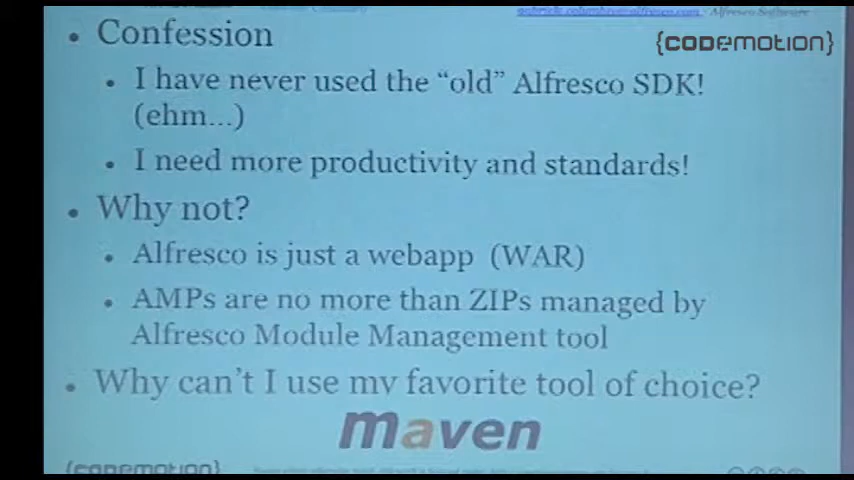 {CODEMOTION}
• Confession
• I have never used the “old” Alfresco SDK!
(ehm...)
• I need more productivity and standards!
• Why not?
• Alfresco is just a webapp (WAR)
• AMPs are no more than ZIPs managed by
Alfresco Module Management tool
• Why can’t I use my favorite tool of choice?
maven
{CODEMOTION}